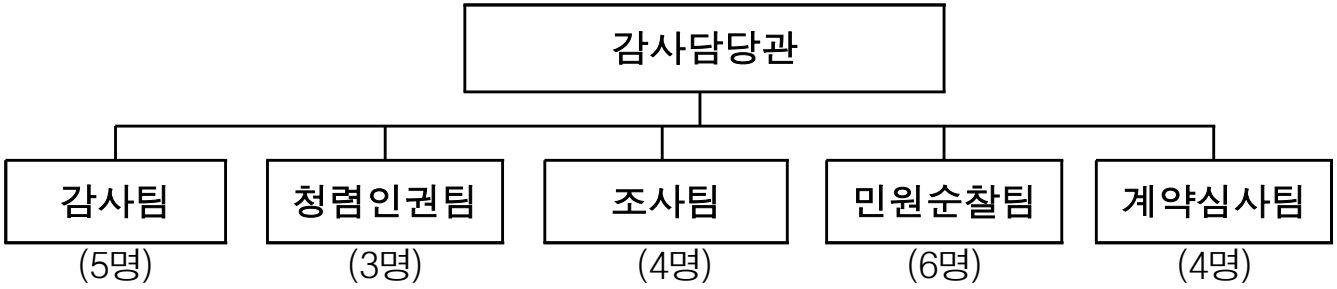 감사담당관
감사팀 청렴인권팀 조사팀 민원순찰팀 계약심사팀
(5명) (3명) (4명) (6명) (4명)